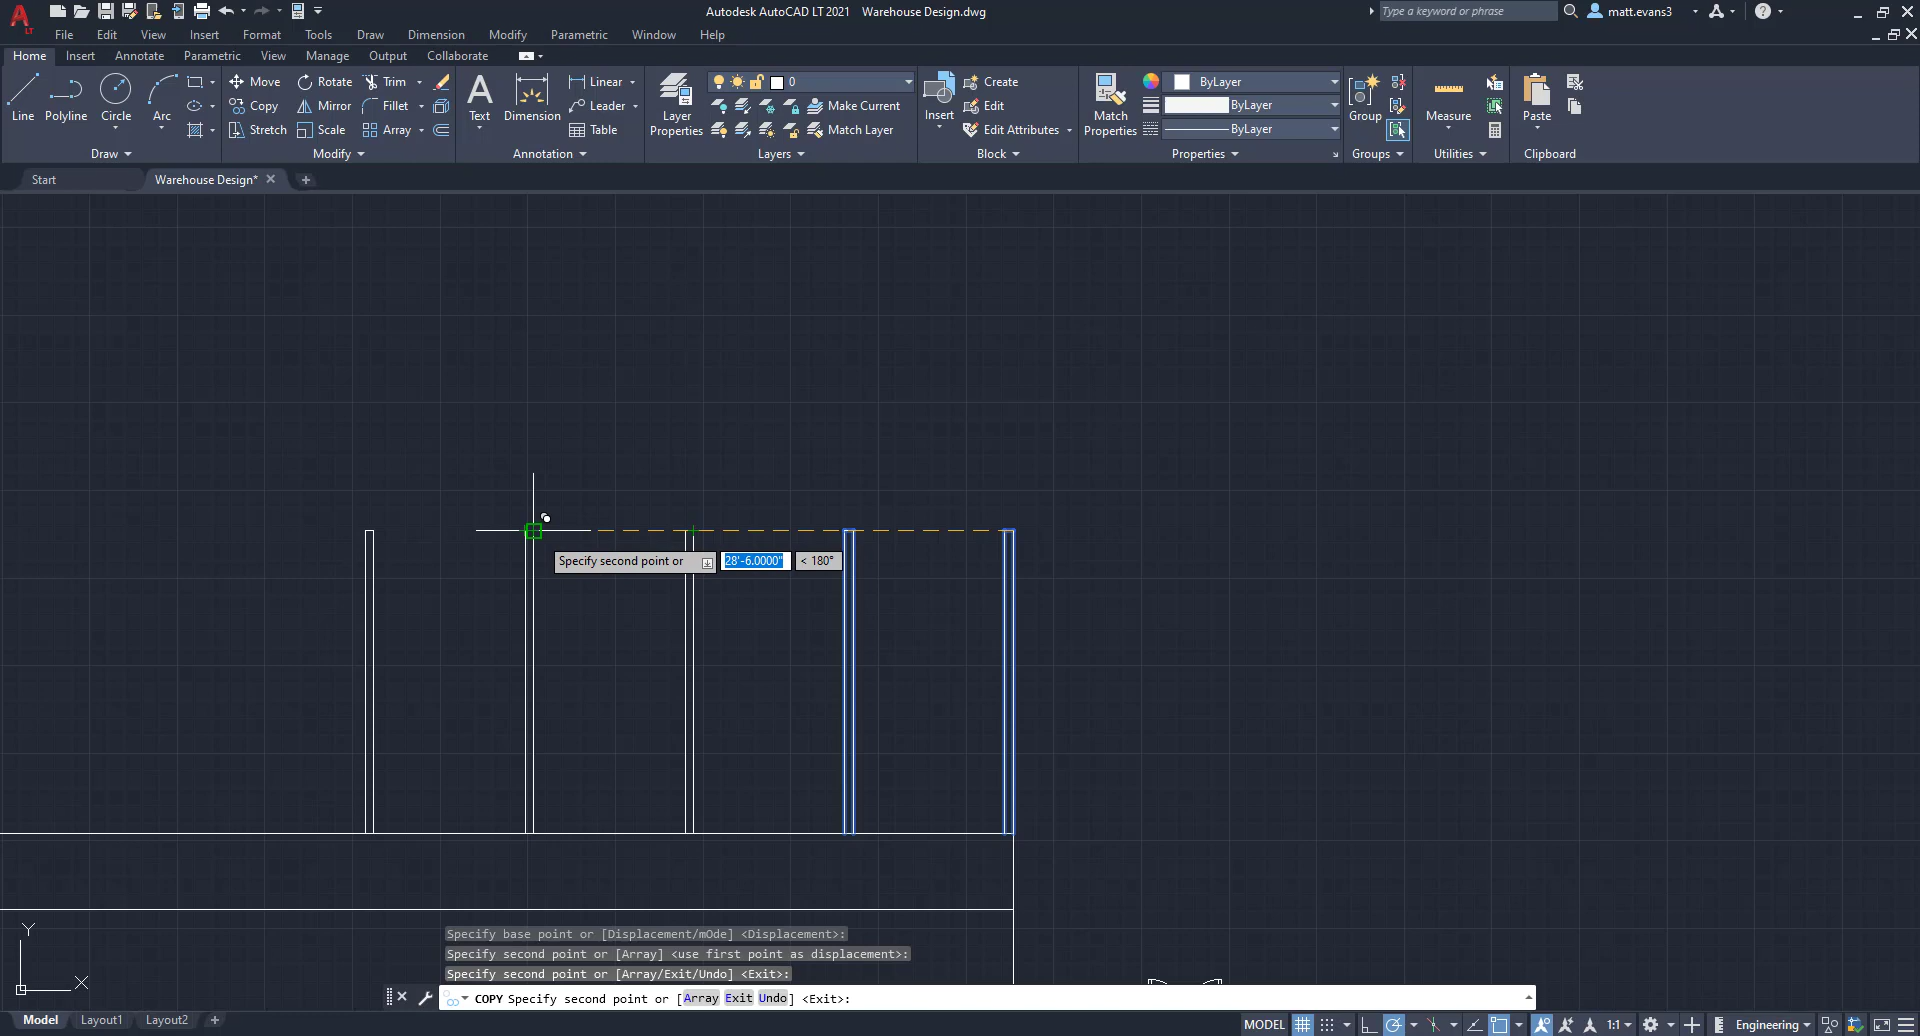 Autodesk AutoCAD LT 2021 Warehouse Design.dwg
Type a keyword or phrase
matt.evans3
LT
File Edit View Insert Format Tools Draw Dimension Modify Parametric Window Help
Home Insert Annotate Parametric View Manage Output Collaborate
Line
Polyline
Circle
Arc
Draw
Move Rotate Trim
Copy Mirror Fillet
Stretch Scale Array
Modify
Text
Dimension
Linear
Leader
Table
Annotation
Layer
Properties
0
Make Current
Match Layer
Layers
Insert
Create
Edit
Edit Attributes
Block
Match
Properties
ByLayer
ByLayer
ByLayer
Properties
Group
Groups
Measure
Utilities
Paste
Clipboard
Start Warehouse Design*
Specify second point or 28'-6.0000" < 180°
Y
X
Specify base point or [Displacement/mOde] <Displacement>:
Specify second point or [Array] <use first point as displacement>:
Specify second point or [Array/Exit/Undo] <Exit>:
COPY Specify second point or [Array Exit Undo] <Exit>:
Model Layout1 Layout2
MODEL 1:1 Engineering